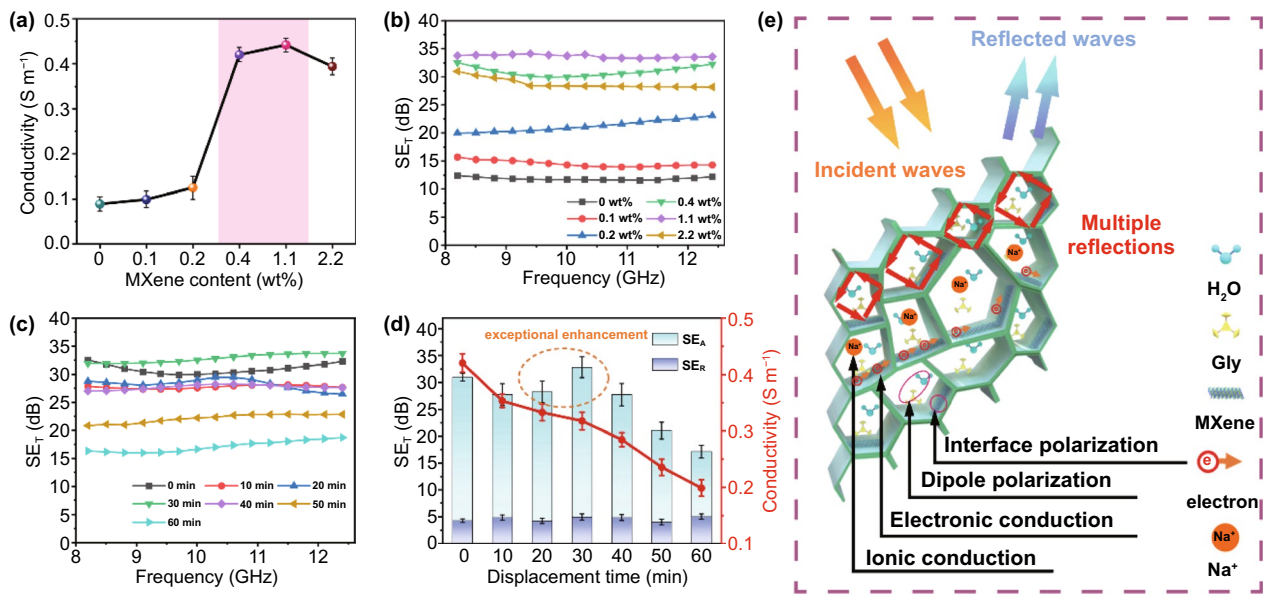 (a)
Conductivity (S m⁻¹)
0.5
0.4
0.3
0.2
0.1
0.0
0 0.1 0.2 0.4 1.1 2.2
MXene content (wt%)
(b)
SE_T (dB)
40
35
30
25
20
15
10
5
0
0 wt% 0.4 wt%
0.1 wt% 1.1 wt%
0.2 wt% 2.2 wt%
9 10 11 12
Frequency (GHz)
(c)
SE_T (dB)
40
35
30
25
20
15
10
5
0
0 min 10 min 20 min
30 min 40 min 50 min
60 min
8 9 10 11 12
Frequency (GHz)
(d)
SE_T (dB)
40
35
30
25
20
15
10
5
0
exceptional enhancement
SE_A
SE_R
0.5
0.4
0.3
0.2
0.1
Conductivity (S m⁻¹)
0 10 20 30 40 50 60
Displacement time (min)
(e)
Reflected waves
Incident waves
Multiple
reflections
Na⁺
Na⁺
Na⁺
Na⁺
e
e
e
e
e
e
H₂O
Gly
MXene
e
electron
Na⁺
Na⁺
Interface polarization
Dipole polarization
Electronic conduction
Ionic conduction